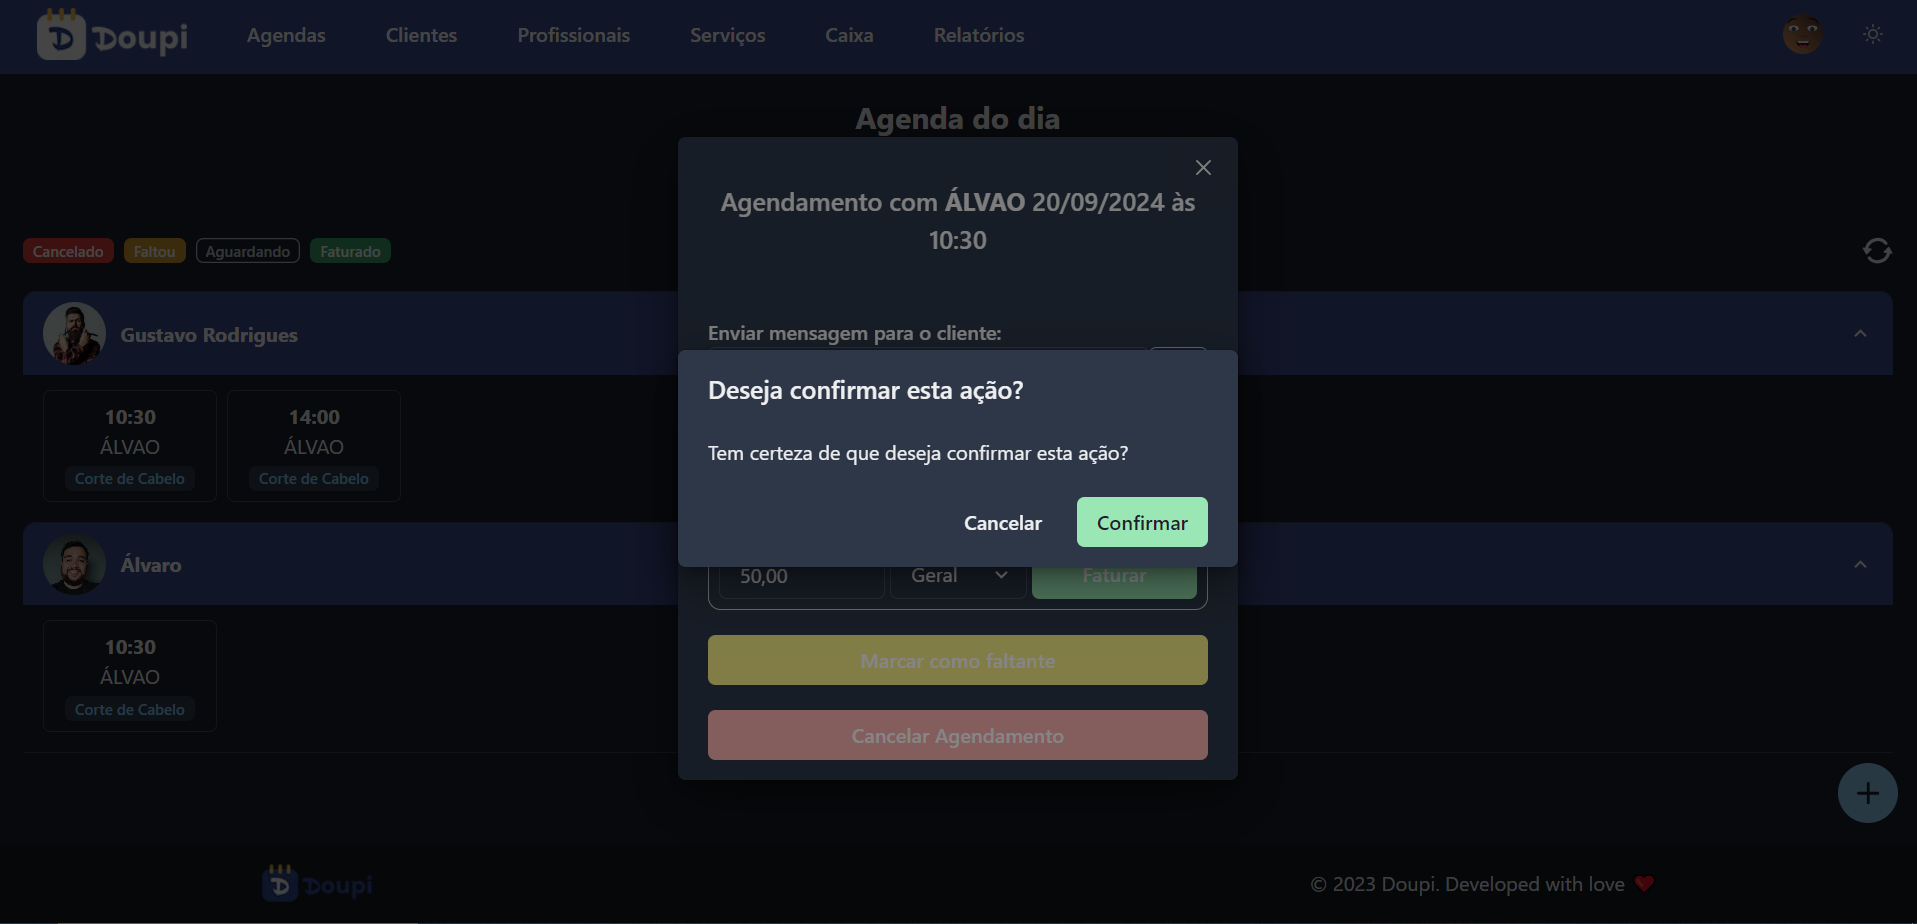 Doupi Agendas Clientes Profissionais Serviços Caixa Relatórios
Agenda do dia
Agendamento com ÁLVAO 20/09/2024 às
10:30
Cancelado Faltou Aguardando Faturado
Gustavo Rodrigues
Enviar mensagem para o cliente:
Deseja confirmar esta ação?
Tem certeza de que deseja confirmar esta ação?
Cancelar Confirmar
10:30
ÁLVAO
Corte de Cabelo
14:00
ÁLVAO
Corte de Cabelo
Álvaro
50,00 Geral Faturar
10:30
ÁLVAO
Corte de Cabelo
Marcar como faltante
Cancelar Agendamento
Doupi
© 2023 Doupi. Developed with love